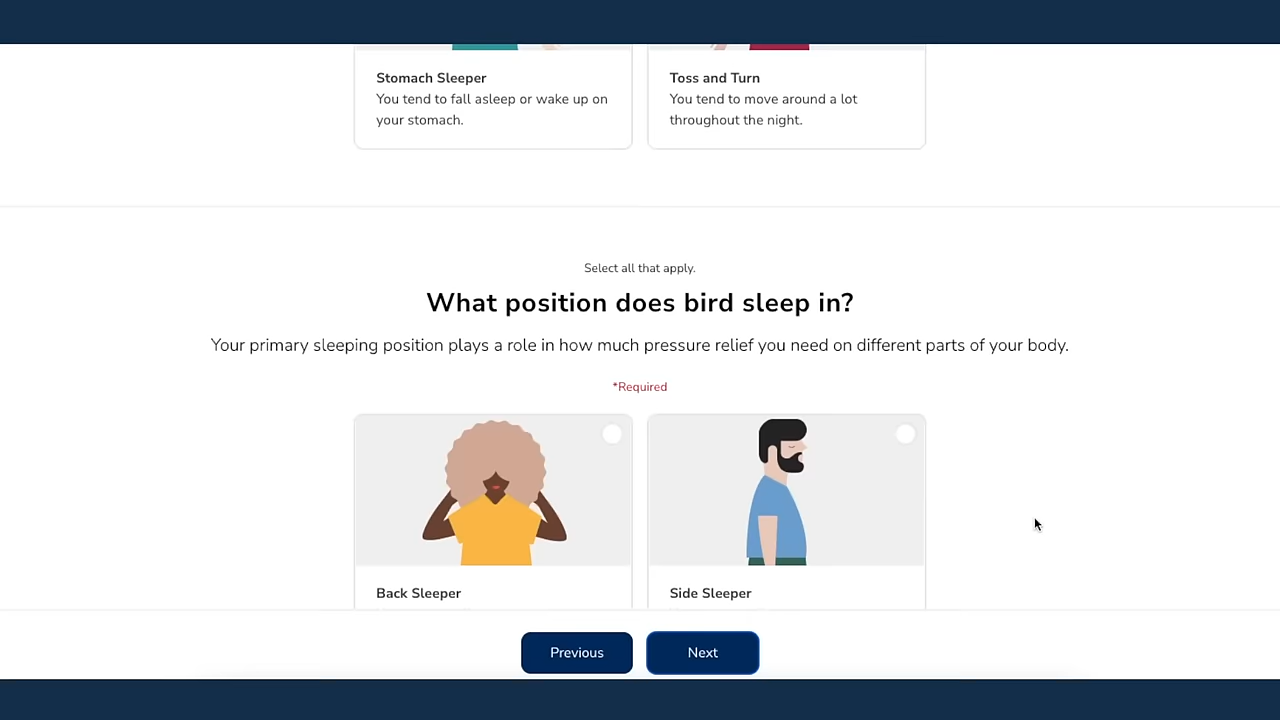 Stomach Sleeper
You tend to fall asleep or wake up on
your stomach.
Toss and Turn
You tend to move around a lot
throughout the night.
Select all that apply.
What position does bird sleep in?
Your primary sleeping position plays a role in how much pressure relief you need on different parts of your body.
*Required
Back Sleeper
Side Sleeper
Previous
Next